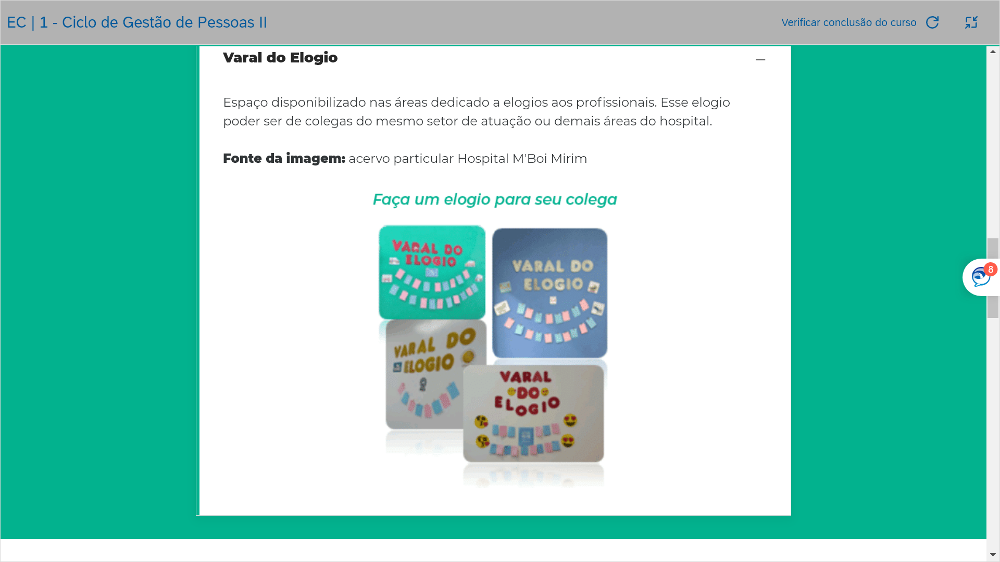 EC | 1 - Ciclo de Gestão de Pessoas II
Verificar conclusão do curso
Varal do Elogio
Espaço disponibilizado nas áreas dedicado a elogios aos profissionais. Esse elogio
poder ser de colegas do mesmo setor de atuação ou demais áreas do hospital.
Fonte da imagem: acervo particular Hospital M'Boi Mirim
8
Faça um elogio para seu colega
VARAL DO
ELOGIO
VARAL DO
ELOGIO
VARAL DO
ELOGIO
VARAL
DO
ELOGIO